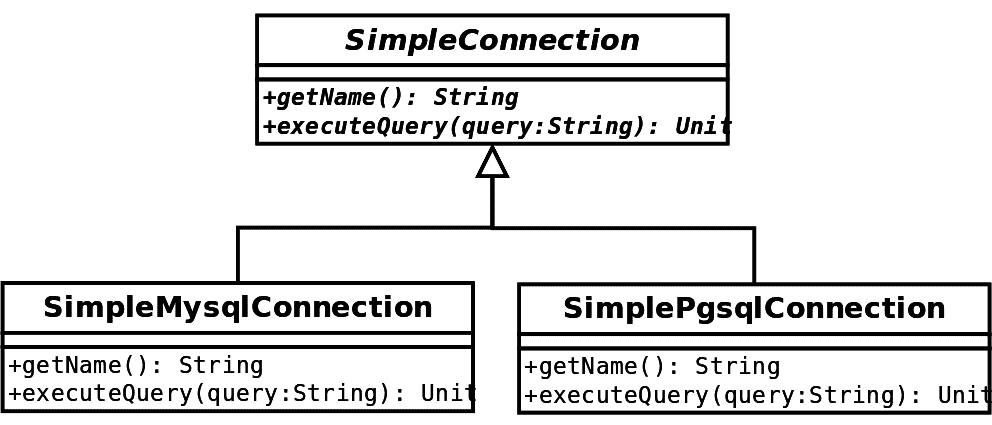 SimpleConnection
+getName(): String
+executeQuery(query:String): Unit
SimpleMysqlConnection
+getName(): String
+executeQuery(query:String): Unit
SimplePgsqlConnection
+getName(): String
+executeQuery(query:String): Unit